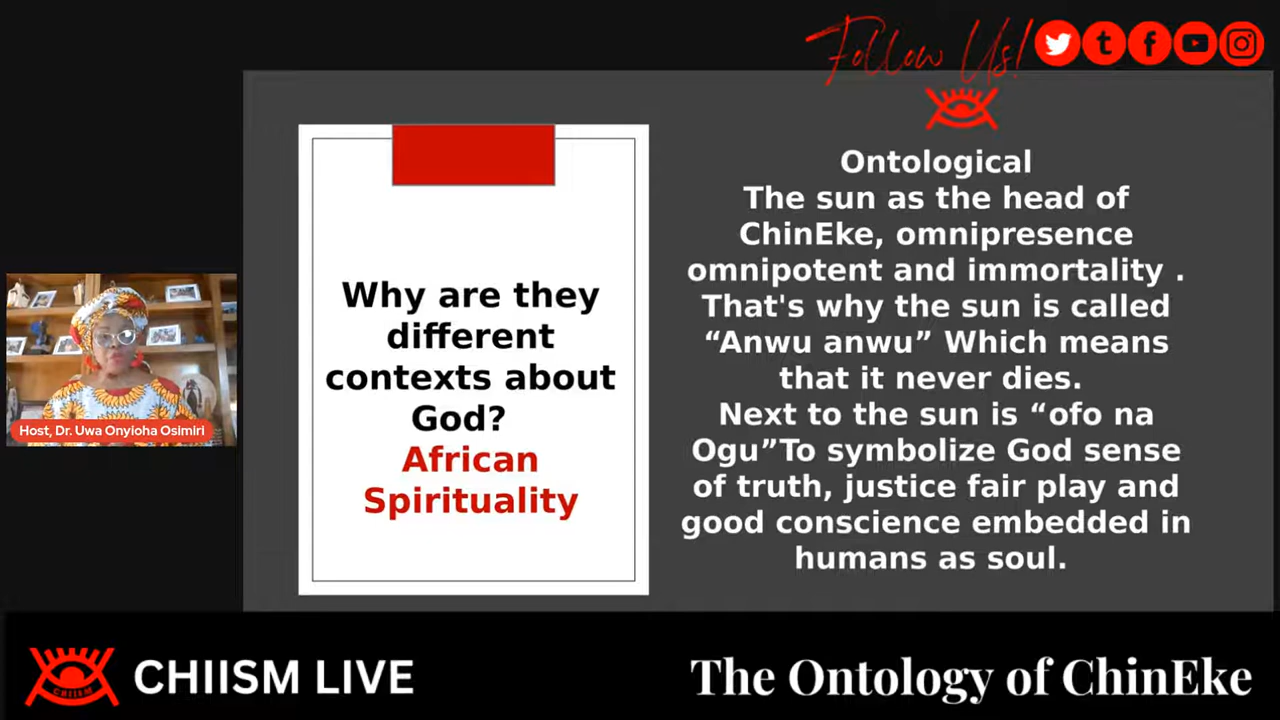 Follow Us!
Why are they
different
contexts about
God?
African
Spirituality
Ontological
The sun as the head of
ChinEke, omnipresence
omnipotent and immortality .
That's why the sun is called
“Anwu anwu” Which means
that it never dies.
Next to the sun is “ofo na
Ogu”To symbolize God sense
of truth, justice fair play and
good conscience embedded in
humans as soul.
Host, Dr. Uwa Onyioha Osimiri
CHIISM
CHIISM LIVE
The Ontology of ChinEke